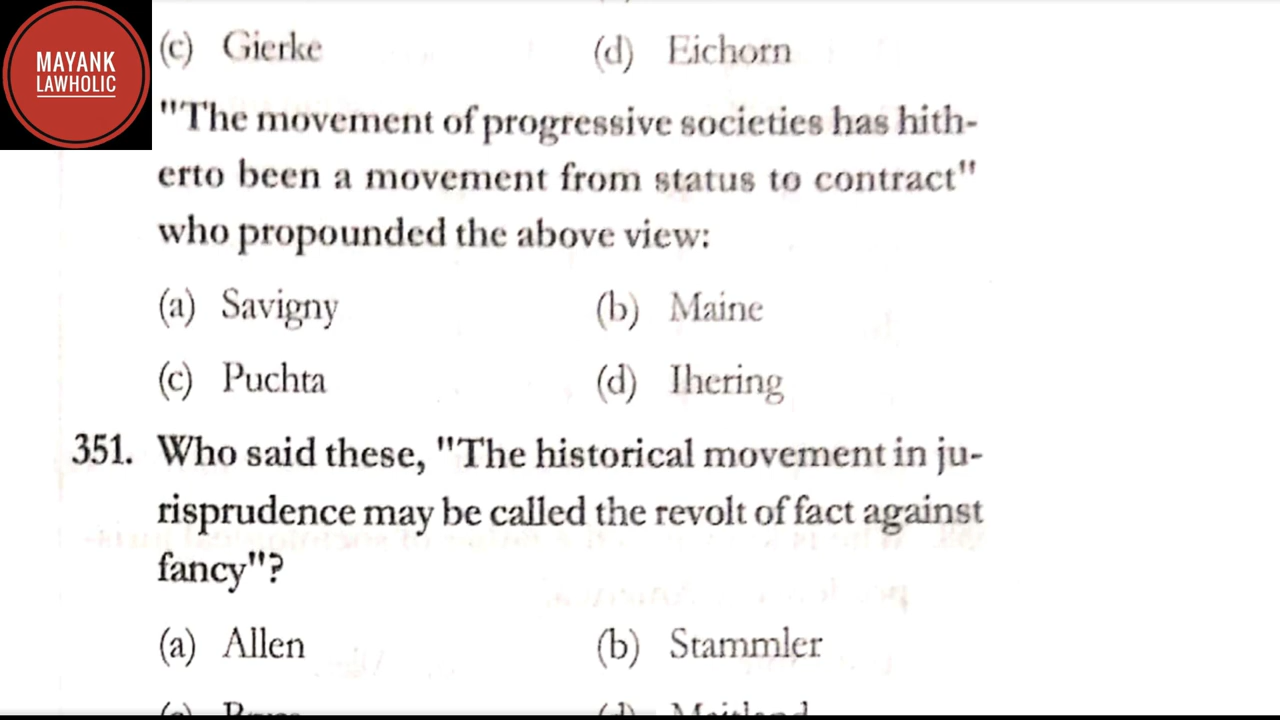 MAYANK
LAWHOLIC
(c) Gierke (d) Eichorn
"The movement of progressive societies has hith-
erto been a movement from status to contract"
who propounded the above view:
(a) Savigny (b) Maine
(c) Puchta (d) Ihering
351. Who said these, "The historical movement in ju-
risprudence may be called the revolt of fact against
fancy"?
(a) Allen (b) Stammler